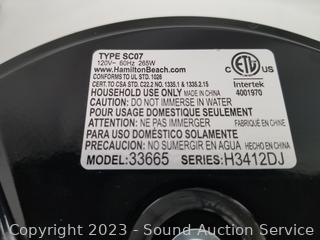 TYPE SC07
120V~ 60Hz 265W
www.HamiltonBeach.com
CONFORMS TO UL STD. 1026
CERT. TO CSA STD. C22.2 NO. 1335.1 & 1335.2.15
HOUSEHOLD USE ONLY MADE IN CHINA
CAUTION: DO NOT IMMERSE IN WATER
POUR USAGE DOMESTIQUE SEULEMENT
ATTENTION: NE PAS IMMERGER FABRIQUÉ EN CHINE
PARA USO DOMÉSTICO SOLAMENTE
PRECAUCIÓN: NO SUMERGIR EN AGUA HECHO EN CHINA
MODEL: 33665 SERIES: H3412DJ
c ETL us
Intertek
4001970
Copyright 2023 - Sound Auction Service